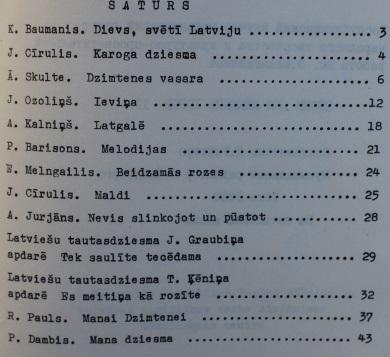 SATURS
K. Baumanis. Dievs, svētī Latviju ........ 3
J. Cīrulis. Karoga dziesma ............... 4
Ā. Skulte. Dzimtenes vasara .............. 6
J. Ozoliņš. Ieviņa ....................... 12
A. Kalniņš. Latgalē ...................... 18
P. Barisons. Melodijas ................... 21
E. Melngailis. Beidzamās rozes ........... 24
J. Cīrulis. Maldi ........................ 25
A. Jurjāns. Nevis slinkojot un pūstot .... 28
Latviešu tautasdziesma J. Graubiņa
apdarē Tek saulīte tecēdama .............. 29
Latviešu tautasdziesma T. Ķēniņa
apdarē Es meitiņa kā rozīte .............. 32
R. Pauls. Manai Dzimtenei ................ 37
P. Dambis. Mana dziesma .................. 43